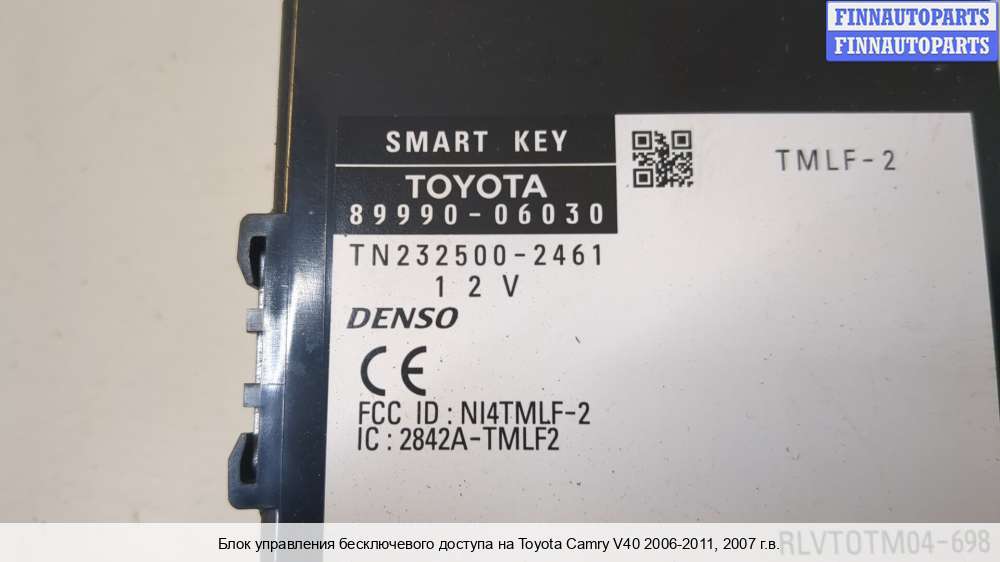 FINNAUTOPARTS
FINNAUTOPARTS
SMART KEY
TOYOTA
89990-06030
TMLF-2
TN232500-2461
12V
DENSO
CE
FCC ID : NI4TMLF-2
IC : 2842A-TMLF2
Блок управления бесключевого доступа на Toyota Camry V40 2006-2011, 2007 г.в.
RLVTOTM04-698